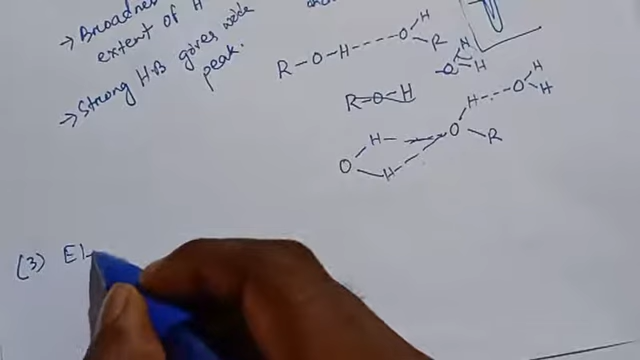 → Broadnes
extent of H
→ Strong H-B gives wide
peak.
R-O-H----O-H
R
R=O-H
-O H
H
H---O-H
H
O-R
H
O
H
(3) El